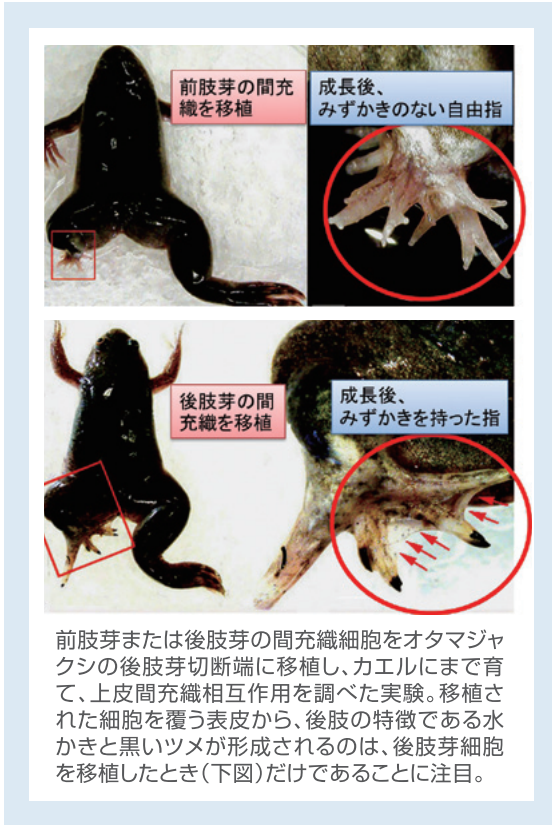 前肢芽の間充
織を移植
成長後、
みずかきのない自由指
後肢芽の間
充織を移植
成長後、
みずかきを持った指
前肢芽または後肢芽の間充織細胞をオタマジャ
クシの後肢芽切断端に移植し、カエルにまで育
て、上皮間充織相互作用を調べた実験。移植さ
れた細胞を覆う表皮から、後肢の特徴である水
かきと黒いツメが形成されるのは、後肢芽細胞
を移植したとき（下図）だけであることに注目。